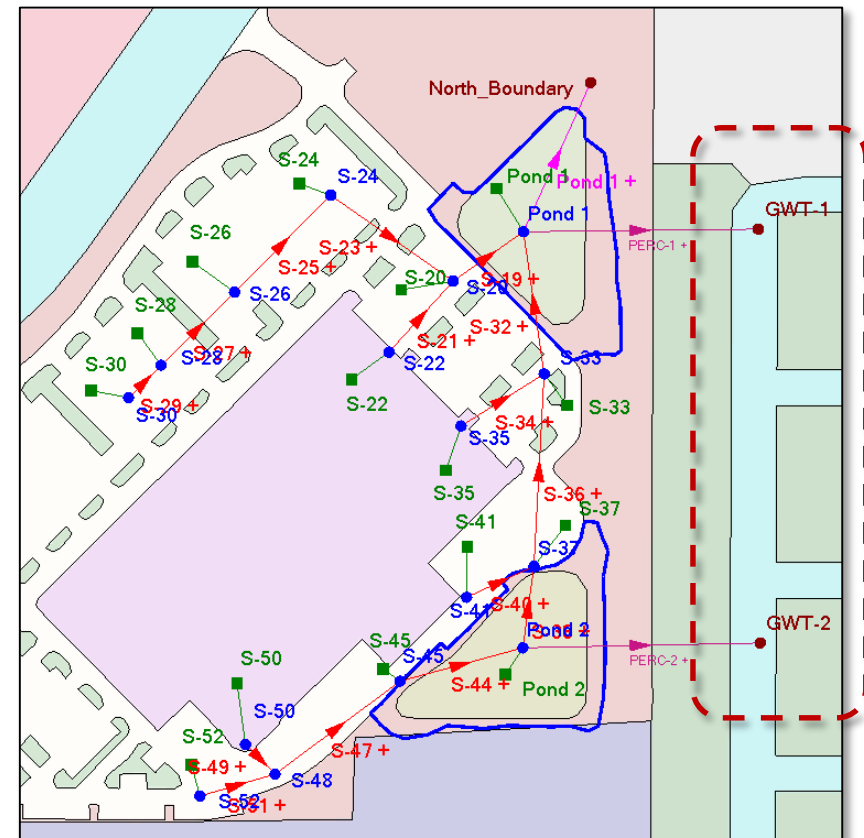 North_Boundary
S-24
S-24
Pond 1
Pond 1 +
Pond 1
GWT-1
S-23 +
PERC-1 +
S-26
S-25 +
S-26
S-20
S-19 +
S-20
S-28
S-32 +
S-21 +
S-28
S-27 +
S-22
S-33
S-30
S-29 +
S-30
S-22
S-33
S-34 +
S-35
S-35
S-36 +
S-37
S-41
S-37
S-40 +
S-41
GWT-2
Pond 2
S-45
S-45
PERC-2 +
S-50
S-44 +
Pond 2
S-50
S-52
S-47 +
S-49 +
S-48
S-52
S-51 +